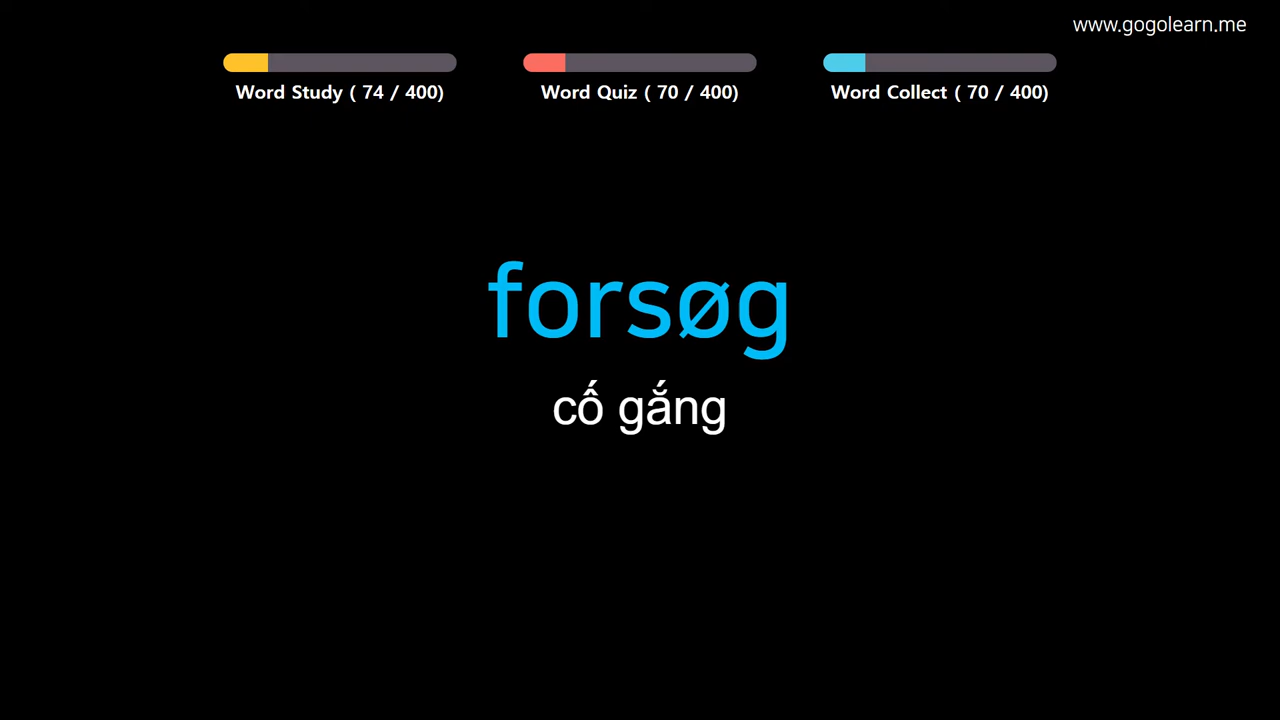 www.gogolearn.me
Word Study ( 74 / 400)
Word Quiz ( 70 / 400)
Word Collect ( 70 / 400)
forsøg
cố gắng